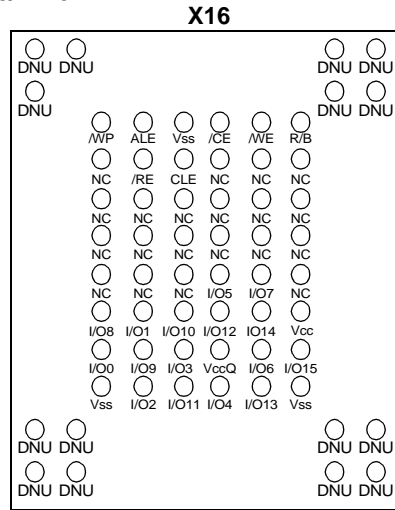 X16
DNU DNU DNU DNU
DNU DNU DNU
/WP ALE Vss /CE /WE R/B
NC /RE CLE NC NC NC
NC NC NC NC NC NC
NC NC NC NC NC NC
NC NC NC I/O5 I/O7 NC
I/O8 I/O1 I/O10 I/O12 IO14 Vcc
I/O0 I/O9 I/O3 VccQ I/O6 I/O15
Vss I/O2 I/O11 I/O4 I/O13 Vss
DNU DNU DNU DNU
DNU DNU DNU DNU